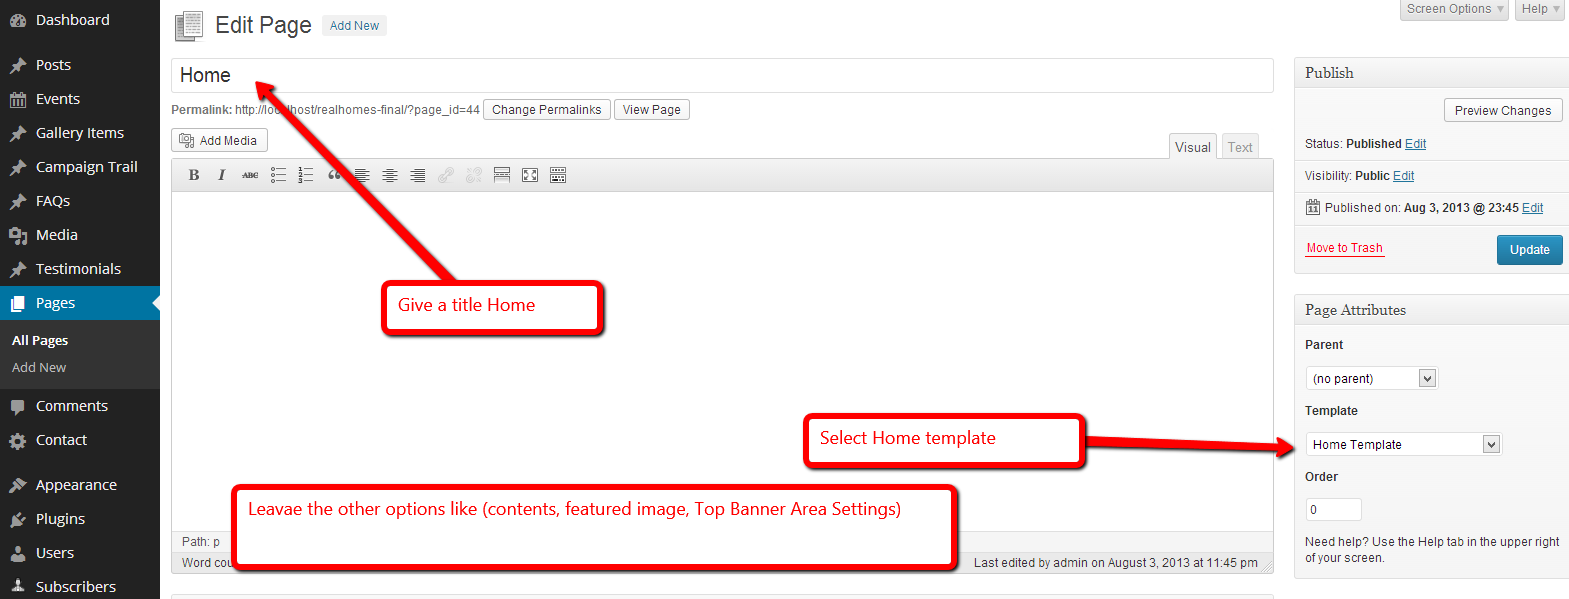 Dashboard
Posts
Events
Gallery Items
Campaign Trail
FAQs
Media
Testimonials
Pages
All Pages
Add New
Comments
Contact
Appearance
Plugins
Users
Subscribers
Edit Page Add New
Screen Options Help
Home
Permalink: http://localhost/realhomes-final/?page_id=44 Change Permalinks View Page
Add Media
Visual Text
B I ABC
Give a title Home
Select Home template
Leavae the other options like (contents, featured image, Top Banner Area Settings)
Path: p
Word cou
Last edited by admin on August 3, 2013 at 11:45 pm
Publish
Preview Changes
Status: Published Edit
Visibility: Public Edit
11 Published on: Aug 3, 2013 @ 23:45 Edit
Move to Trash Update
Page Attributes
Parent
(no parent)
Template
Home Template
Order
0
Need help? Use the Help tab in the upper right
of your screen.